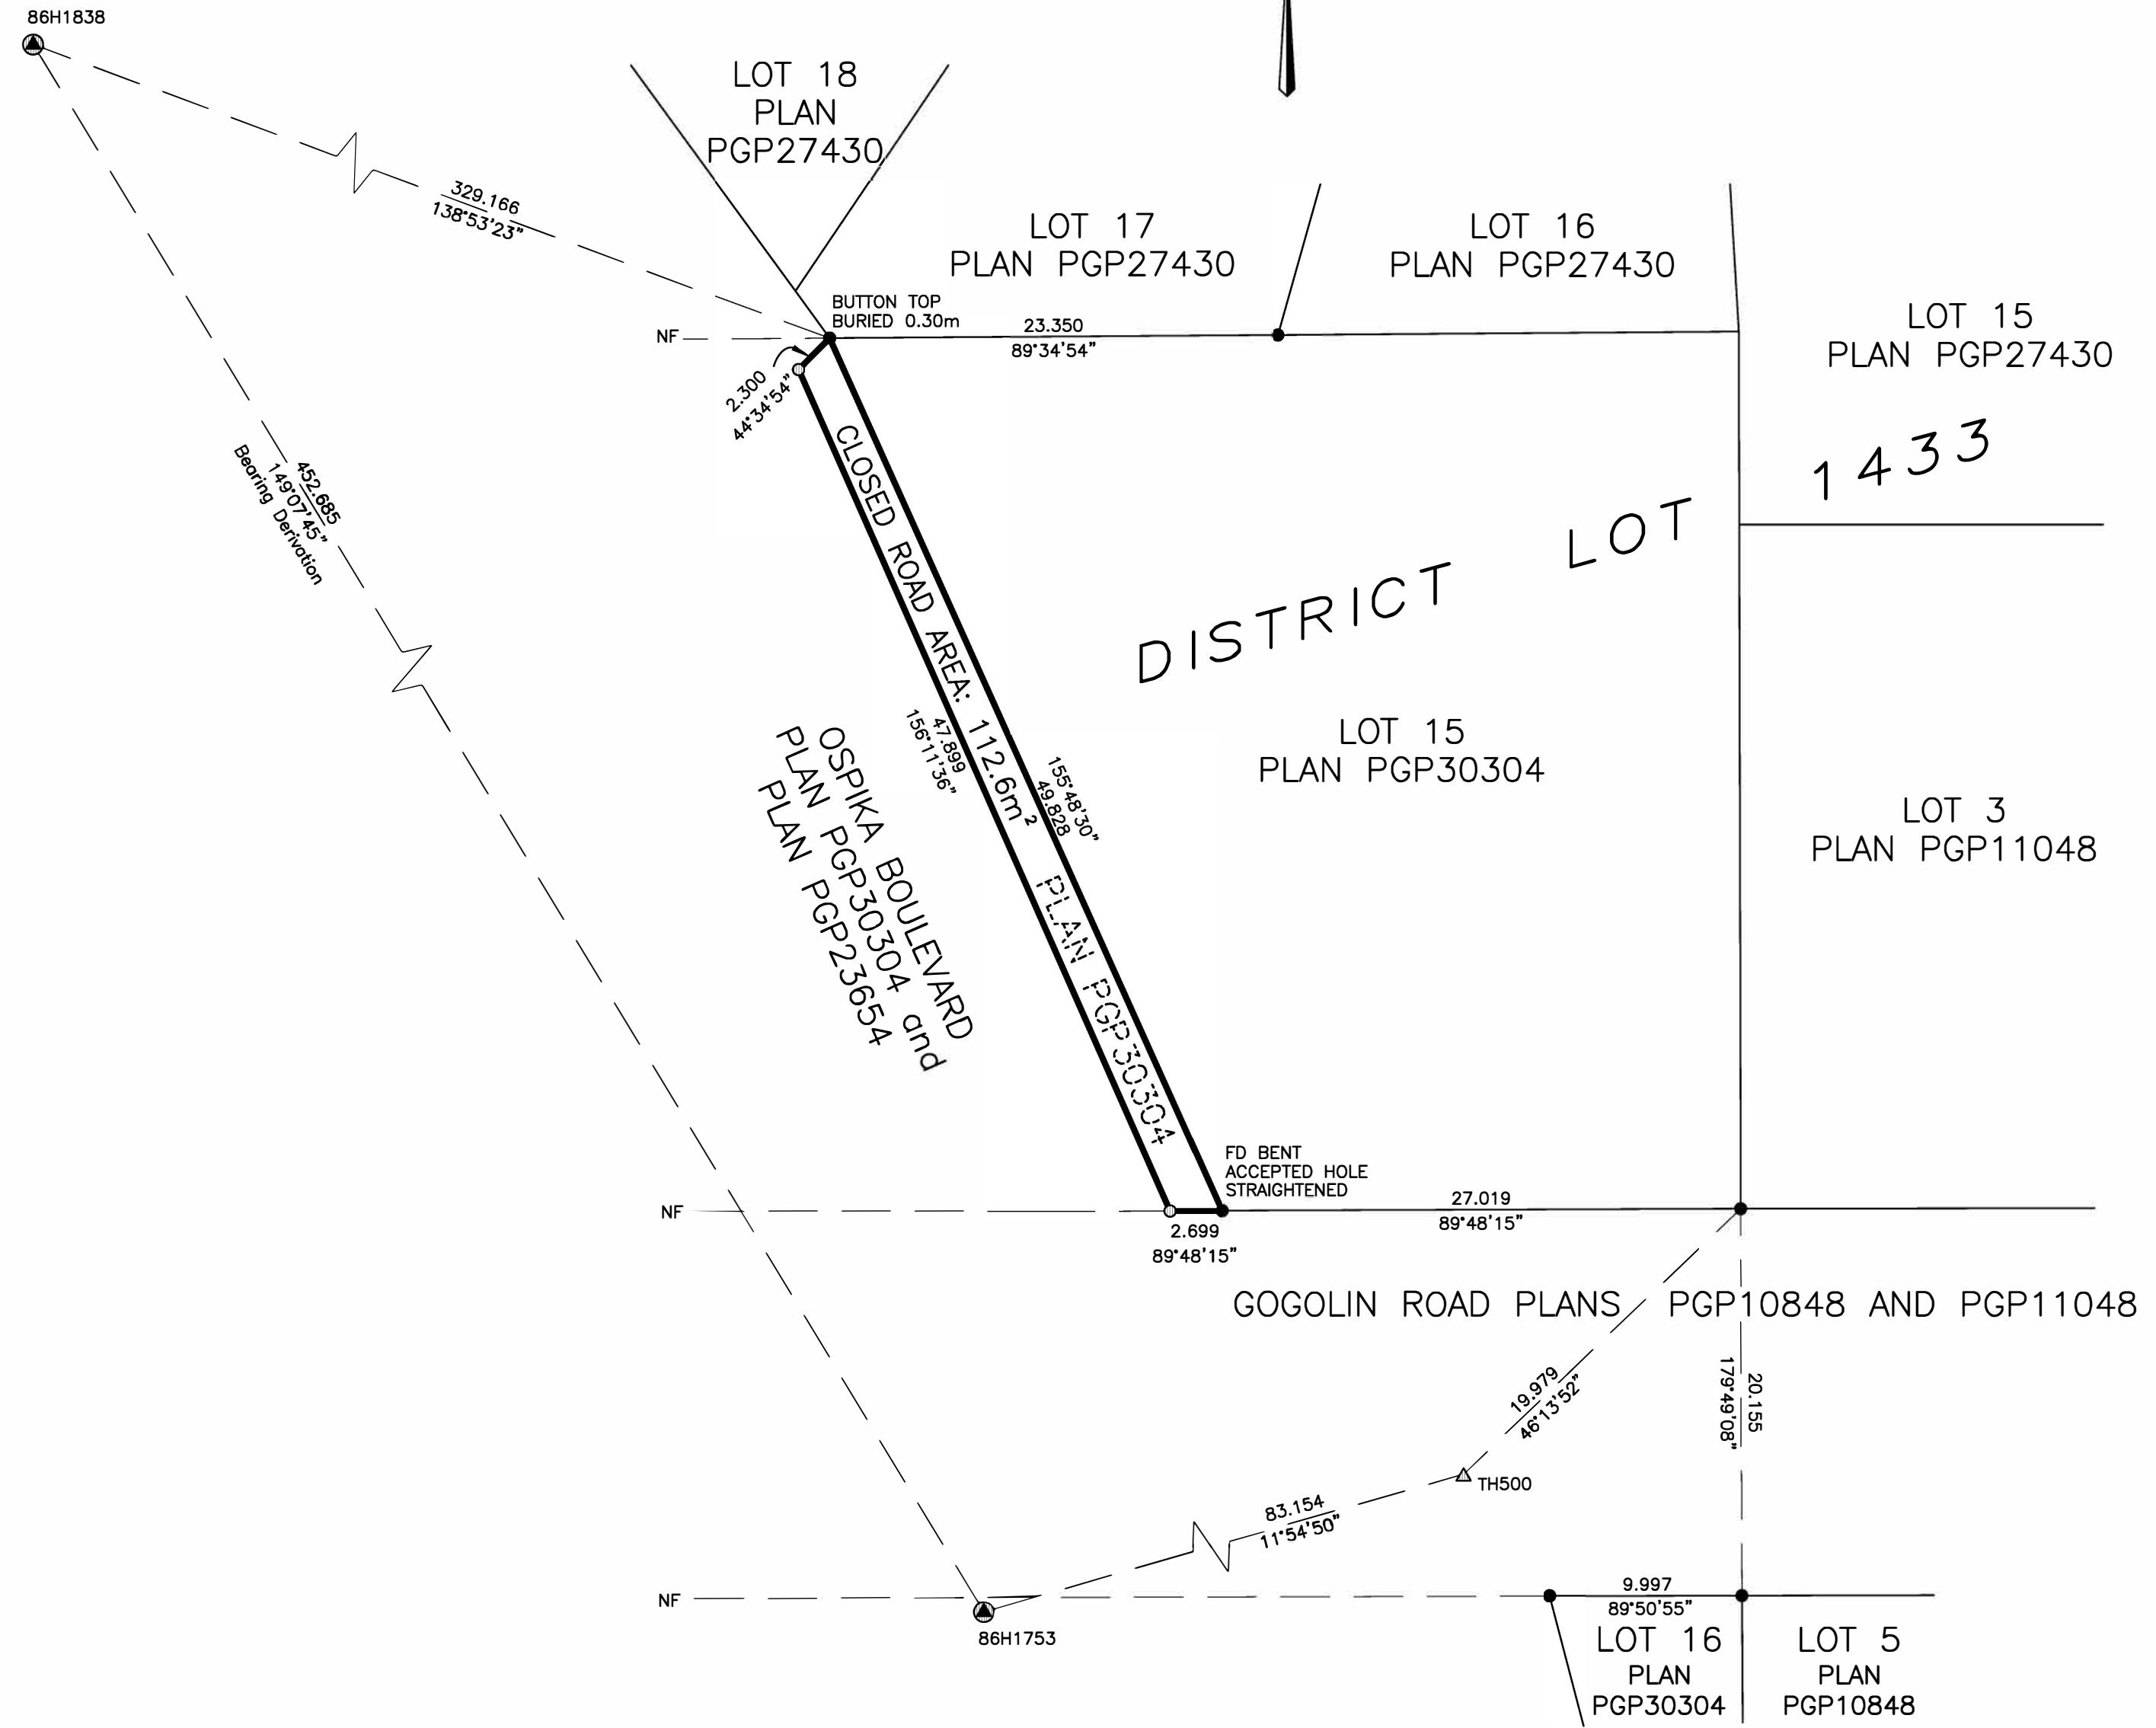 86H1838
LOT 18
PLAN
PGP27430
329.166
138°53'23"
LOT 17
PLAN PGP27430
LOT 16
PLAN PGP27430
LOT 15
PLAN PGP27430
BUTTON TOP
BURIED 0.30m
NF
23.350
89°34'54"
2.300
44°34'54"
452.685
149°07'45"
Bearing Derivation
DISTRICT LOT 1433
CLOSED ROAD AREA: 112.6m²
PLAN PGP30304
47.899
156°11'36"
155°48'30"
49.828
OSPIKA BOULEVARD
PLAN PGP30304 and
PLAN PGP23654
LOT 15
PLAN PGP30304
LOT 3
PLAN PGP11048
FD BENT
ACCEPTED HOLE
STRAIGHTENED
NF
2.699
89°48'15"
27.019
89°48'15"
GOGOLIN ROAD PLANS PGP10848 AND PGP11048
19.979
46°13'52"
20.155
179°49'08"
TH500
83.154
11°54'50"
NF
86H1753
9.997
89°50'55"
LOT 16
PLAN
PGP30304
LOT 5
PLAN
PGP10848